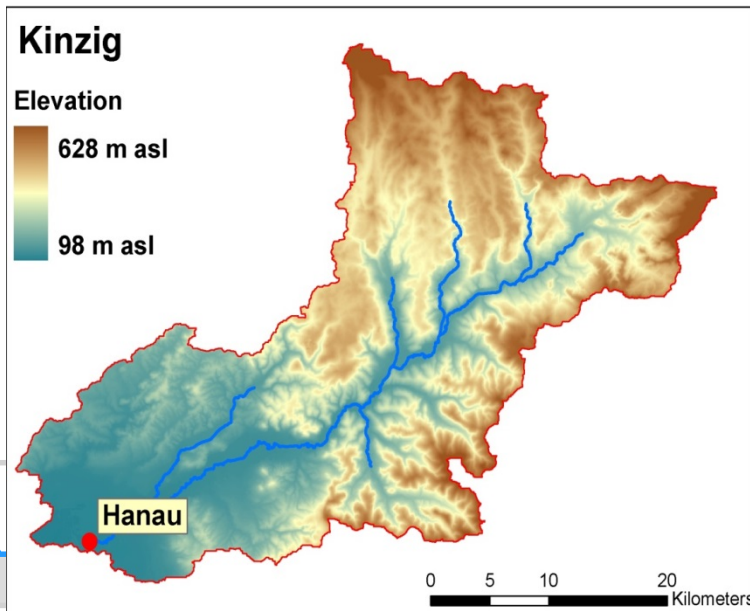 Kinzig
Elevation
628 m asl
98 m asl
Hanau
0 5 10 20
Kilometers